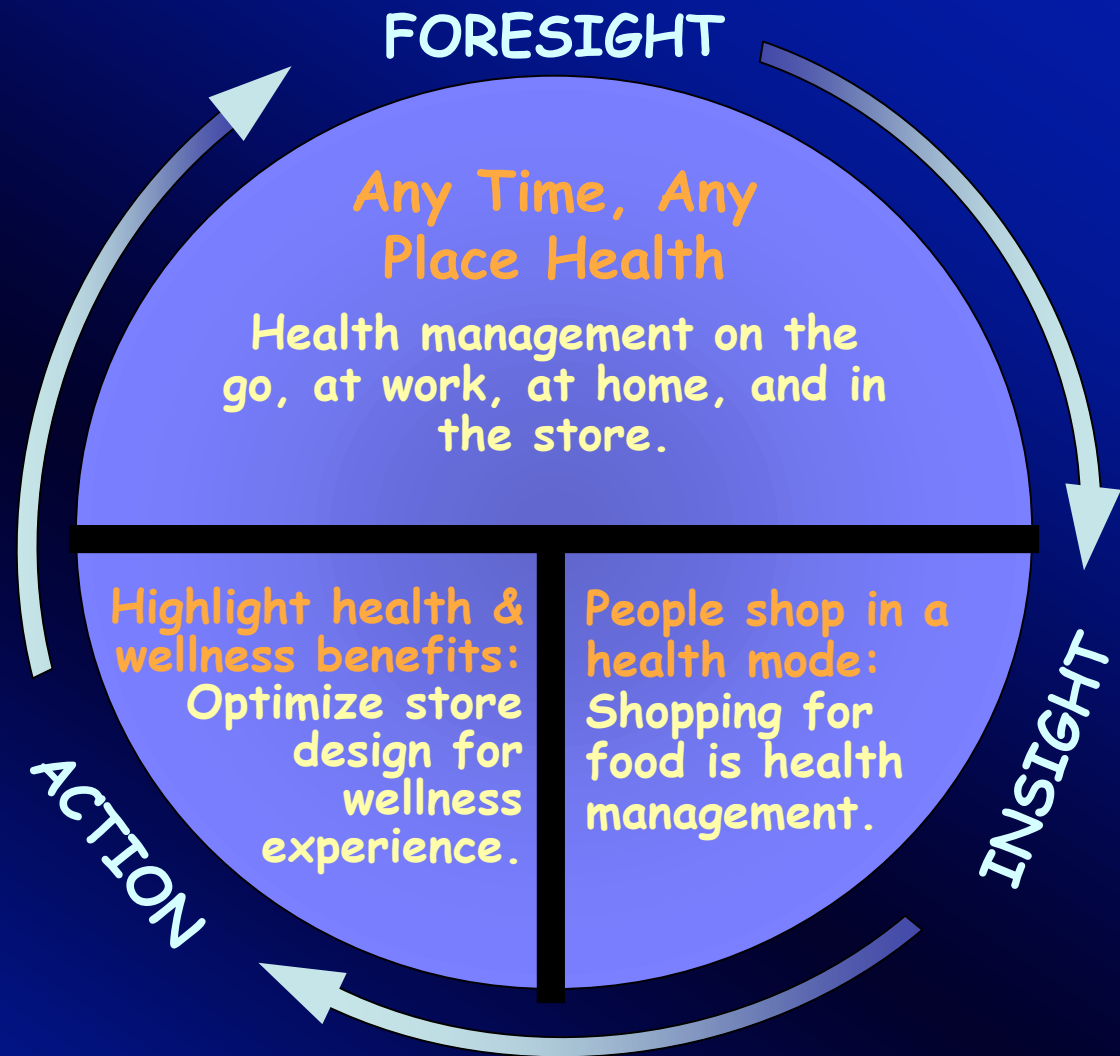 FORESIGHT
Any Time, Any
Place Health
Health management on the
go, at work, at home, and in
the store.
People shop in a
health mode:
Shopping for
food is health
management.
INSIGHT
Highlight health &
wellness benefits:
Optimize store
design for
wellness
experience.
ACTION